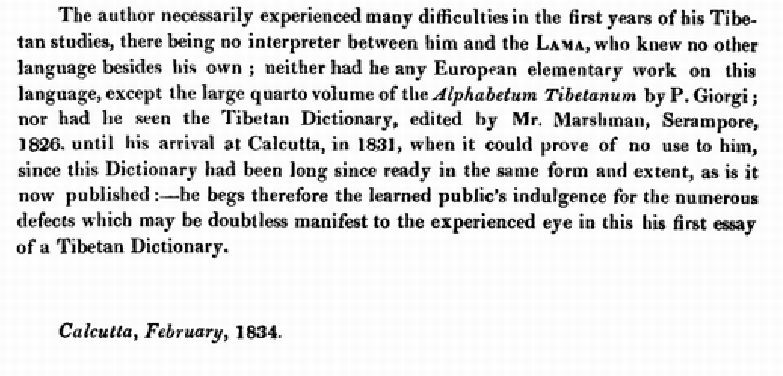 The author necessarily experienced many difficulties in the first years of his Tibe-
tan studies, there being no interpreter between him and the LAMA, who knew no other
language besides his own ; neither had he any European elementary work on this
language, except the large quarto volume of the Alphabetum Tibetanum by P. Giorgi ;
nor had he seen the Tibetan Dictionary, edited by Mr. Marshman, Serampore,
1826. until his arrival at Calcutta, in 1831, when it could prove of no use to him,
since this Dictionary had been long since ready in the same form and extent, as is it
now published :—he begs therefore the learned public's indulgence for the numerous
defects which may be doubtless manifest to the experienced eye in this his first essay
of a Tibetan Dictionary.
Calcutta, February, 1834.